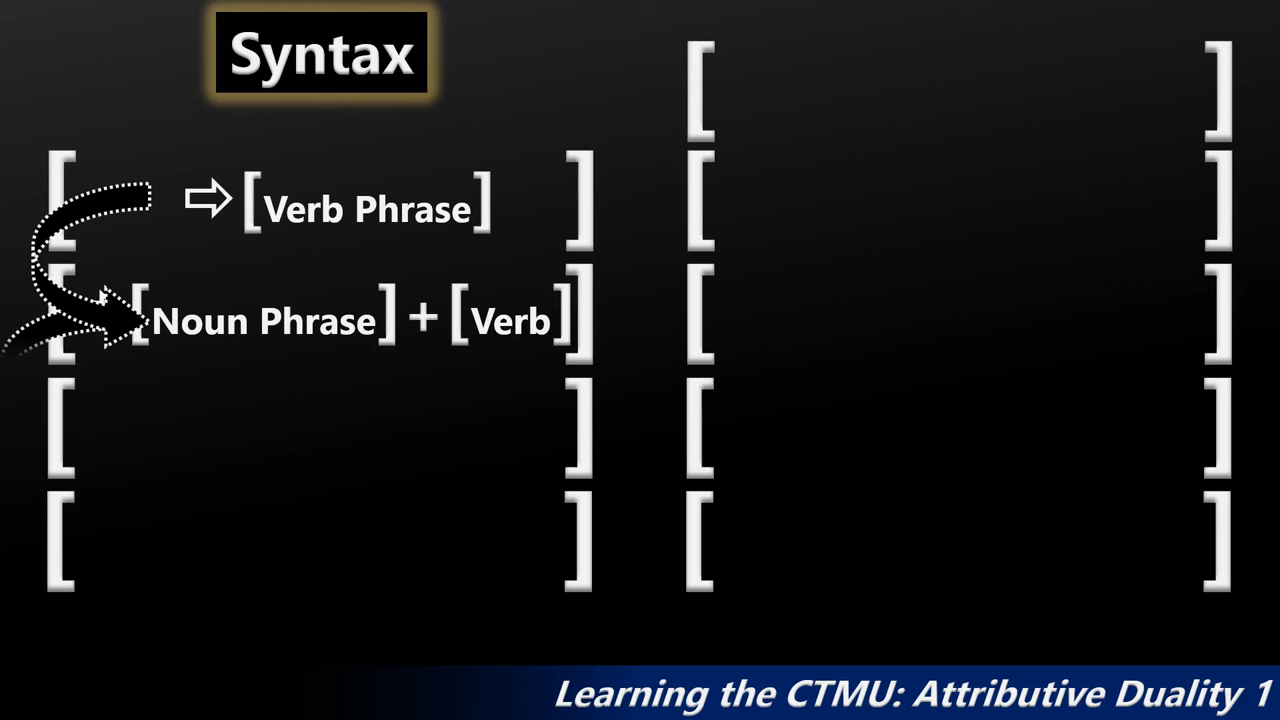 Syntax
[Verb Phrase]
[Noun Phrase] + [Verb]
Learning the CTMU: Attributive Duality 1